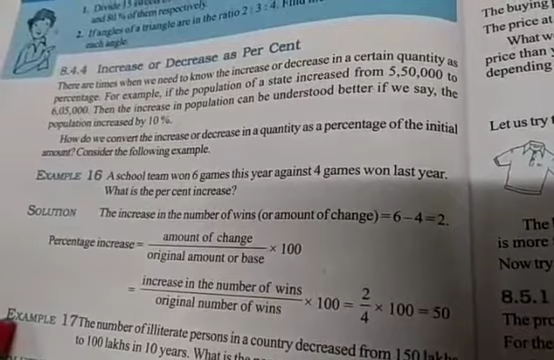 1. Divide 15 sweets
and 80 % of them respectively.
2. If angles of a triangle are in the ratio 2 : 3 : 4. Find
each angle.
8.4.4 Increase or Decrease as Per Cent
There are times when we need to know the increase or decrease in a certain quantity as
percentage. For example, if the population of a state increased from 5,50,000 to
6,05,000. Then the increase in population can be understood better if we say, the
population increased by 10 %.
How do we convert the increase or decrease in a quantity as a percentage of the initial
amount? Consider the following example.
EXAMPLE 16 A school team won 6 games this year against 4 games won last year.
What is the per cent increase?
SOLUTION The increase in the number of wins (or amount of change) = 6 – 4 = 2.
Percentage increase = amount of change / original amount or base × 100
= increase in the number of wins / original number of wins × 100 = 2/4 × 100 = 50
EXAMPLE 17 The number of illiterate persons in a country decreased from 150 lakhs
to 100 lakhs in 10 years. What is the
The buying
The price at
What w
price than
depending
Let us try
The
is more
Now try
8.5.1
The pro
For the